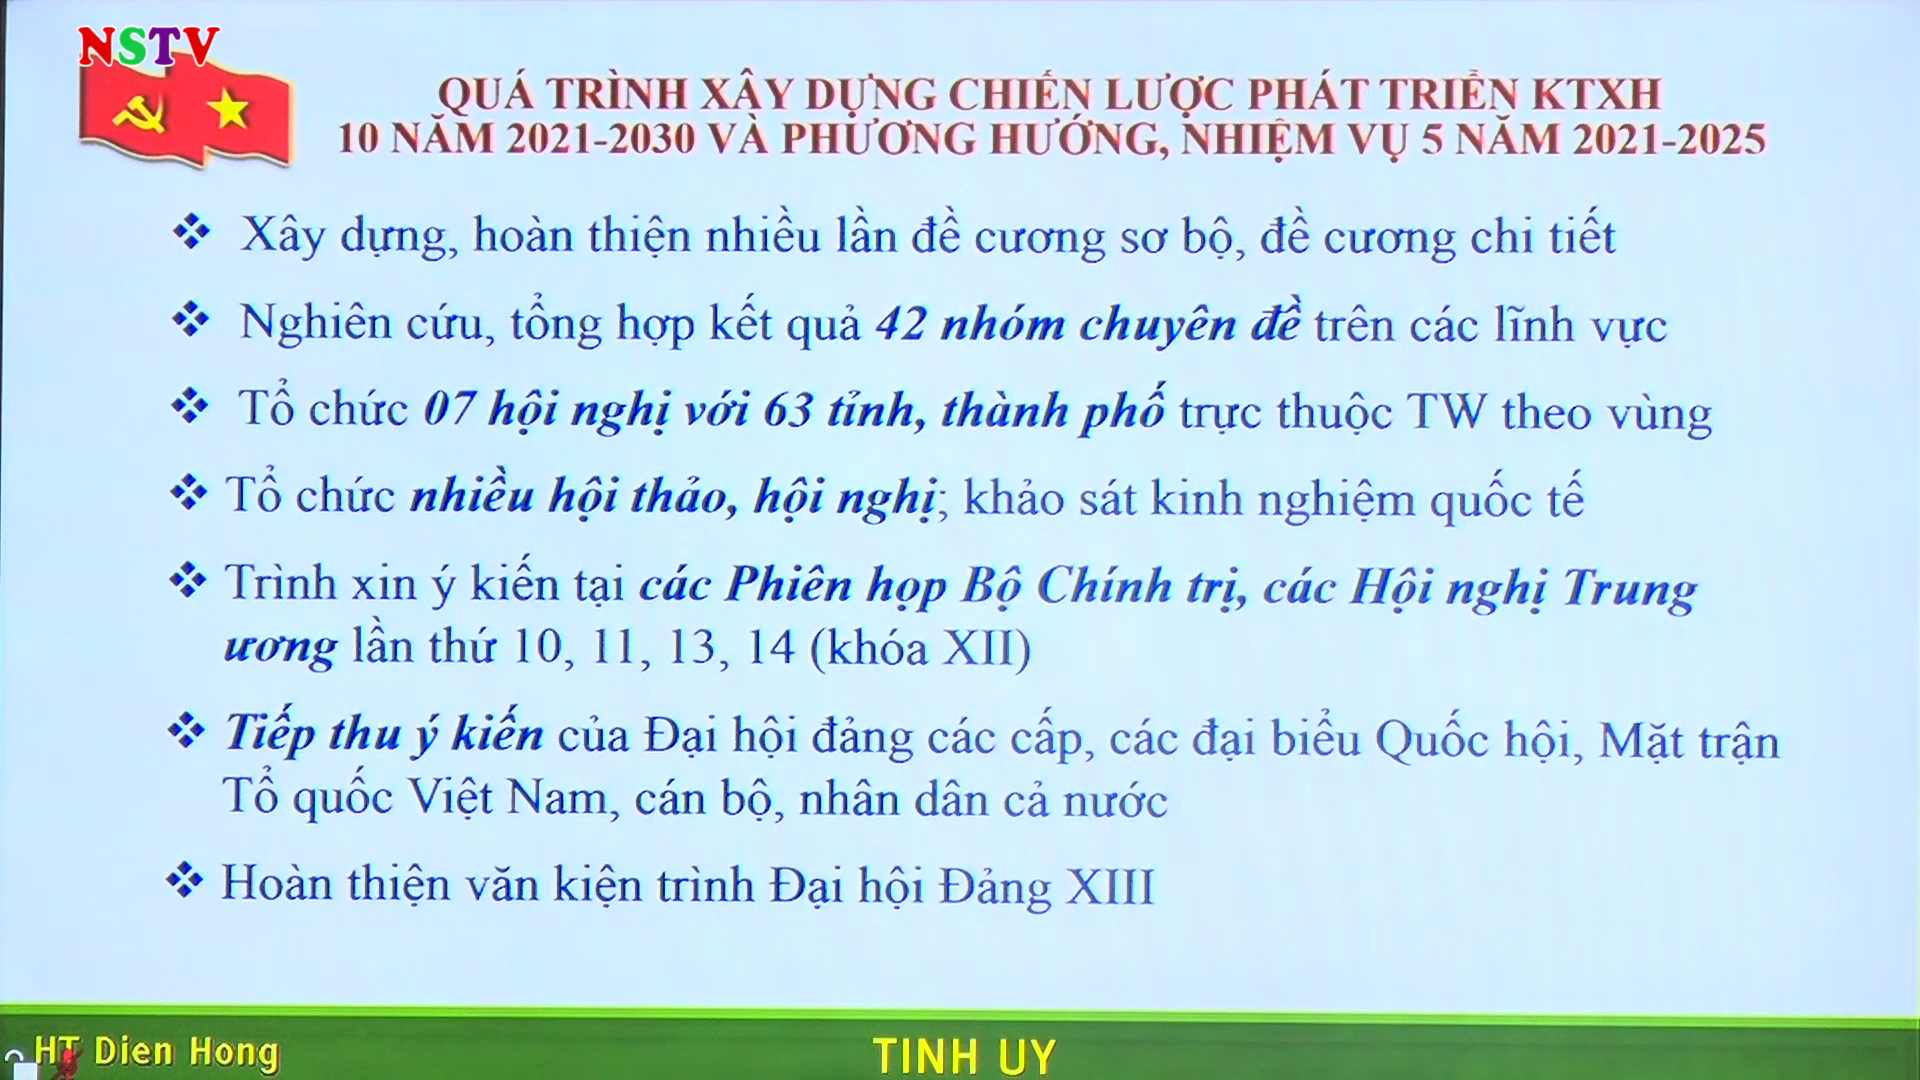 NSTV
QUÁ TRÌNH XÂY DỰNG CHIẾN LƯỢC PHÁT TRIỂN KTXH
10 NĂM 2021-2030 VÀ PHƯƠNG HƯỚNG, NHIỆM VỤ 5 NĂM 2021-2025
❖ Xây dựng, hoàn thiện nhiều lần đề cương sơ bộ, đề cương chi tiết
❖ Nghiên cứu, tổng hợp kết quả 42 nhóm chuyên đề trên các lĩnh vực
❖ Tổ chức 07 hội nghị với 63 tỉnh, thành phố trực thuộc TW theo vùng
❖ Tổ chức nhiều hội thảo, hội nghị; khảo sát kinh nghiệm quốc tế
❖ Trình xin ý kiến tại các Phiên họp Bộ Chính trị, các Hội nghị Trung
ương lần thứ 10, 11, 13, 14 (khóa XII)
❖ Tiếp thu ý kiến của Đại hội đảng các cấp, các đại biểu Quốc hội, Mặt trận
Tổ quốc Việt Nam, cán bộ, nhân dân cả nước
❖ Hoàn thiện văn kiện trình Đại hội Đảng XIII
HT Dien Hong
TINH UY